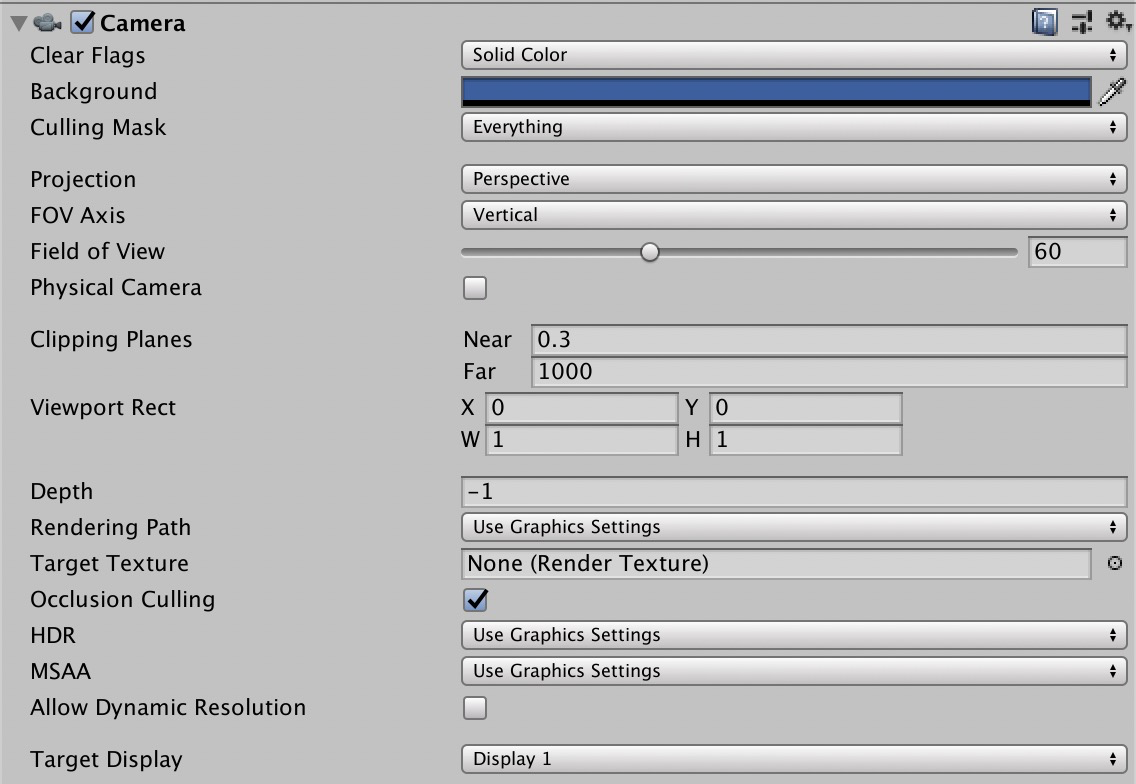 Camera
Clear Flags Solid Color
Background
Culling Mask Everything
Projection Perspective
FOV Axis Vertical
Field of View 60
Physical Camera
Clipping Planes Near 0.3
Far 1000
Viewport Rect X 0 Y 0
W 1 H 1
Depth -1
Rendering Path Use Graphics Settings
Target Texture None (Render Texture)
Occlusion Culling
HDR Use Graphics Settings
MSAA Use Graphics Settings
Allow Dynamic Resolution
Target Display Display 1